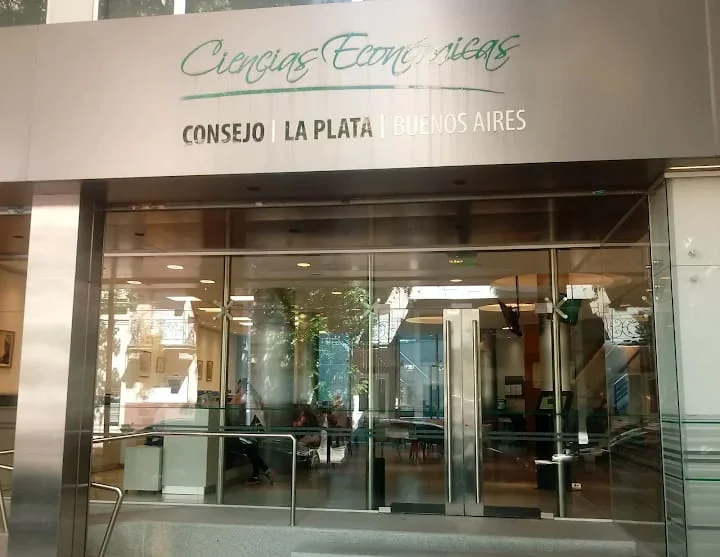 Ciencias Económicas
CONSEJO | LA PLATA | BUENOS AIRES